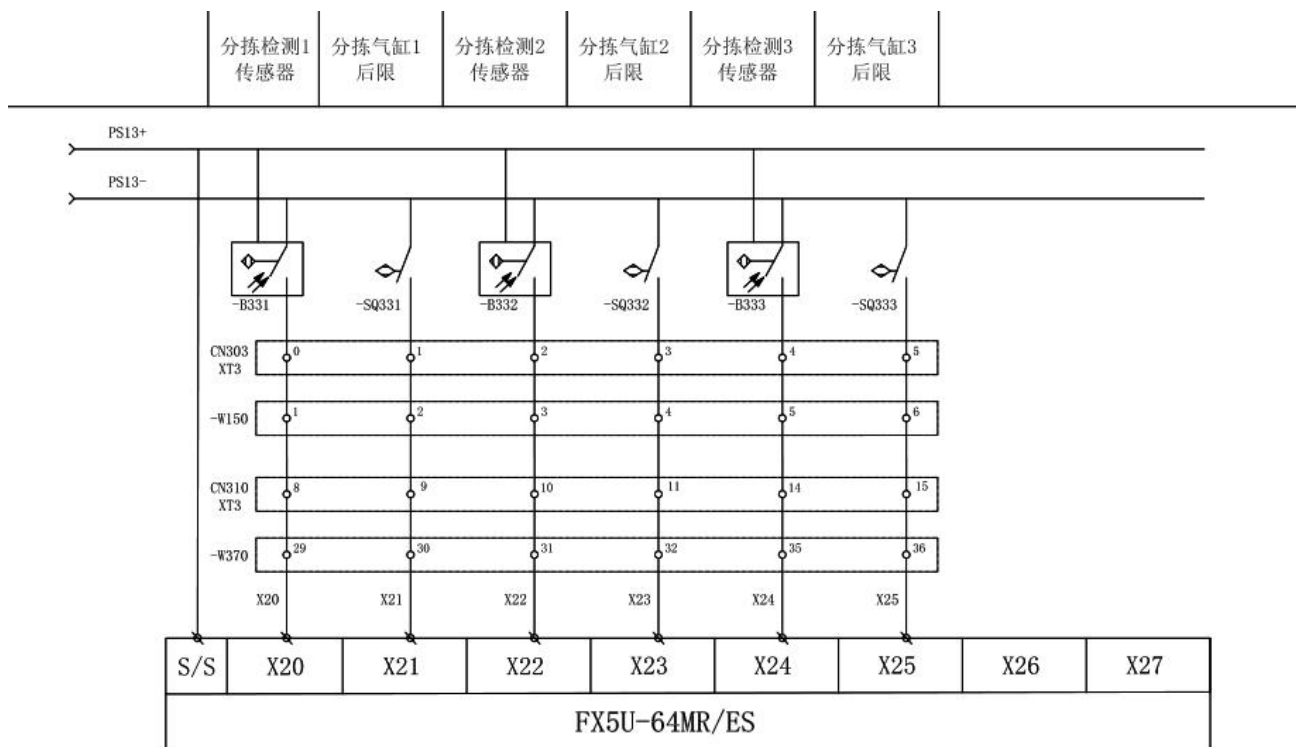 分拣检测1 分拣气缸1 分拣检测2 分拣气缸2 分拣检测3 分拣气缸3
传感器 后限 传感器 后限 传感器 后限
PS13+
PS13-
-B331 -SQ331 -B332 -SQ332 -B333 -SQ333
CN303 0 1 2 3 4 5
XT3
-W150 1 2 3 4 5 6
CN310 8 9 10 11 14 15
XT3
-W370 29 30 31 32 35 36
X20 X21 X22 X23 X24 X25
S/S X20 X21 X22 X23 X24 X25 X26 X27
FX5U-64MR/ES